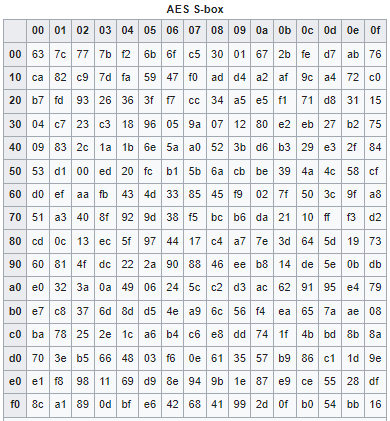 AES S-box
00 01 02 03 04 05 06 07 08 09 0a 0b 0c 0d 0e 0f
00 63 7c 77 7b f2 6b 6f c5 30 01 67 2b fe d7 ab 76
10 ca 82 c9 7d fa 59 47 f0 ad d4 a2 af 9c a4 72 c0
20 b7 fd 93 26 36 3f f7 cc 34 a5 e5 f1 71 d8 31 15
30 04 c7 23 c3 18 96 05 9a 07 12 80 e2 eb 27 b2 75
40 09 83 2c 1a 1b 6e 5a a0 52 3b d6 b3 29 e3 2f 84
50 53 d1 00 ed 20 fc b1 5b 6a cb be 39 4a 4c 58 cf
60 d0 ef aa fb 43 4d 33 85 45 f9 02 7f 50 3c 9f a8
70 51 a3 40 8f 92 9d 38 f5 bc b6 da 21 10 ff f3 d2
80 cd 0c 13 ec 5f 97 44 17 c4 a7 7e 3d 64 5d 19 73
90 60 81 4f dc 22 2a 90 88 46 ee b8 14 de 5e 0b db
a0 e0 32 3a 0a 49 06 24 5c c2 d3 ac 62 91 95 e4 79
b0 e7 c8 37 6d 8d d5 4e a9 6c 56 f4 ea 65 7a ae 08
c0 ba 78 25 2e 1c a6 b4 c6 e8 dd 74 1f 4b bd 8b 8a
d0 70 3e b5 66 48 03 f6 0e 61 35 57 b9 86 c1 1d 9e
e0 e1 f8 98 11 69 d9 8e 94 9b 1e 87 e9 ce 55 28 df
f0 8c a1 89 0d bf e6 42 68 41 99 2d 0f b0 54 bb 16